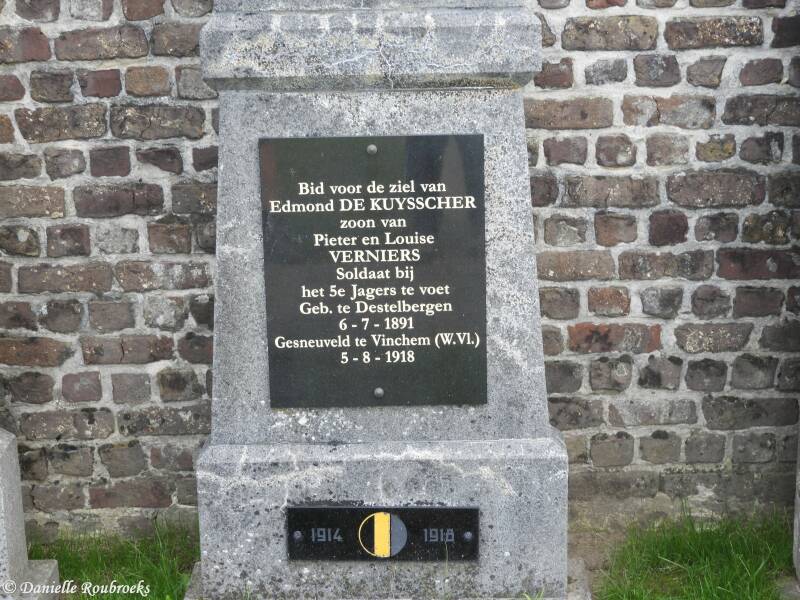 Bid voor de ziel van
Edmond DE KUYSSCHER
zoon van
Pieter en Louise
VERNIERS
Soldaat bij
het 5e Jagers te voet
Geb. te Destelbergen
6 - 7 - 1891
Gesneuveld te Vinchem (W.Vl.)
5 - 8 - 1918
1914 1918
© Danielle Roubroeks